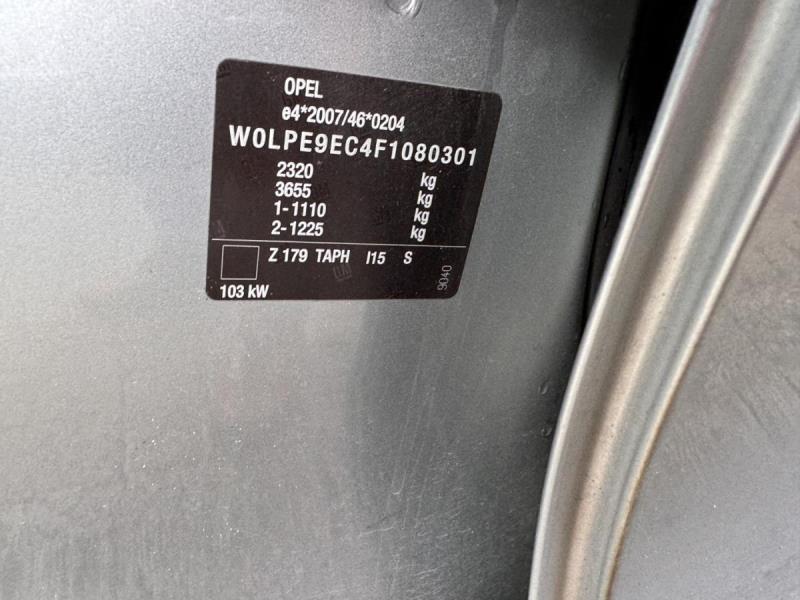 OPEL
e4*2007/46*0204
W0LPE9EC4F1080301
2320 kg
3655 kg
1-1110 kg
2-1225 kg
Z 179 TAPH I15 S
9040
103 kW